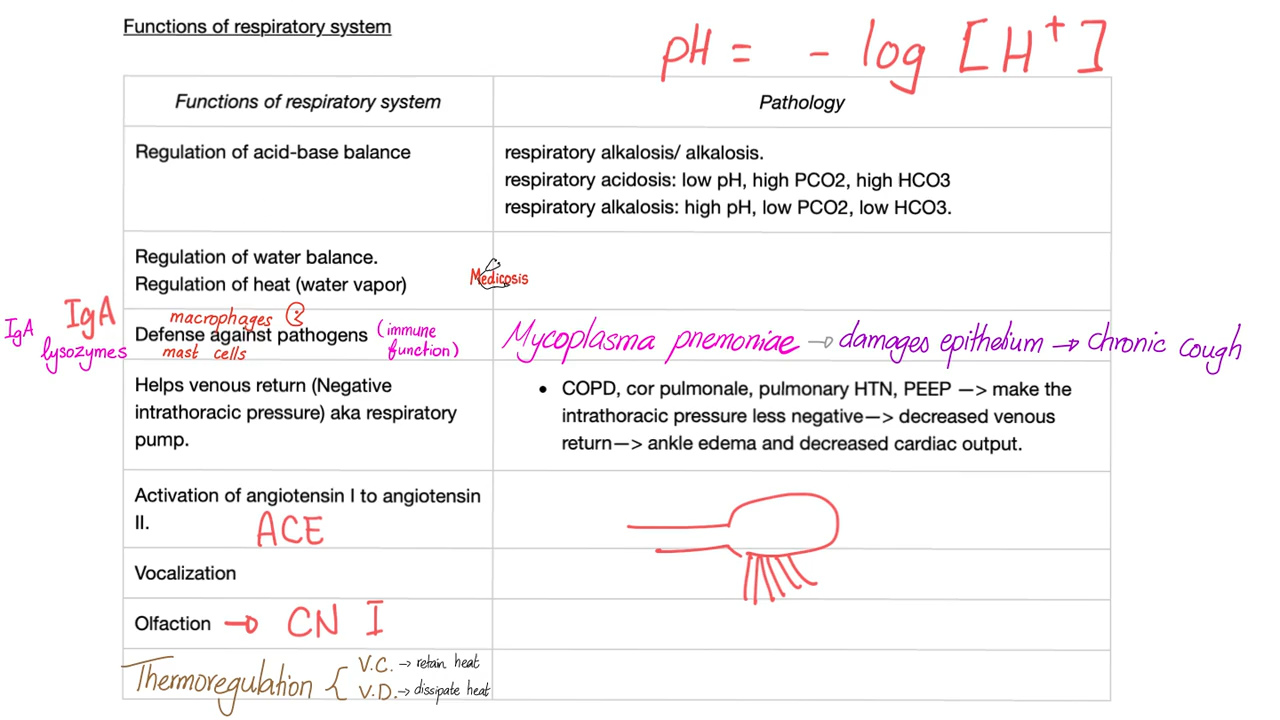 Functions of respiratory system
pH = - log [H⁺]
Functions of respiratory system
Pathology
Regulation of acid-base balance
respiratory alkalosis/ alkalosis.
respiratory acidosis: low pH, high PCO2, high HCO3
respiratory alkalosis: high pH, low PCO2, low HCO3.
Regulation of water balance.
Regulation of heat (water vapor)
Medicosis
IgA
IgA
lysozymes
macrophages
Defense against pathogens
mast cells
(immune
function)
Mycoplasma pnemoniae → damages epithelium → chronic cough
Helps venous return (Negative
intrathoracic pressure) aka respiratory
pump.
• COPD, cor pulmonale, pulmonary HTN, PEEP —> make the
intrathoracic pressure less negative—> decreased venous
return—> ankle edema and decreased cardiac output.
Activation of angiotensin I to angiotensin
II.
ACE
Vocalization
Olfaction → CN I
Thermoregulation {
V.C. → retain heat
V.D. → dissipate heat